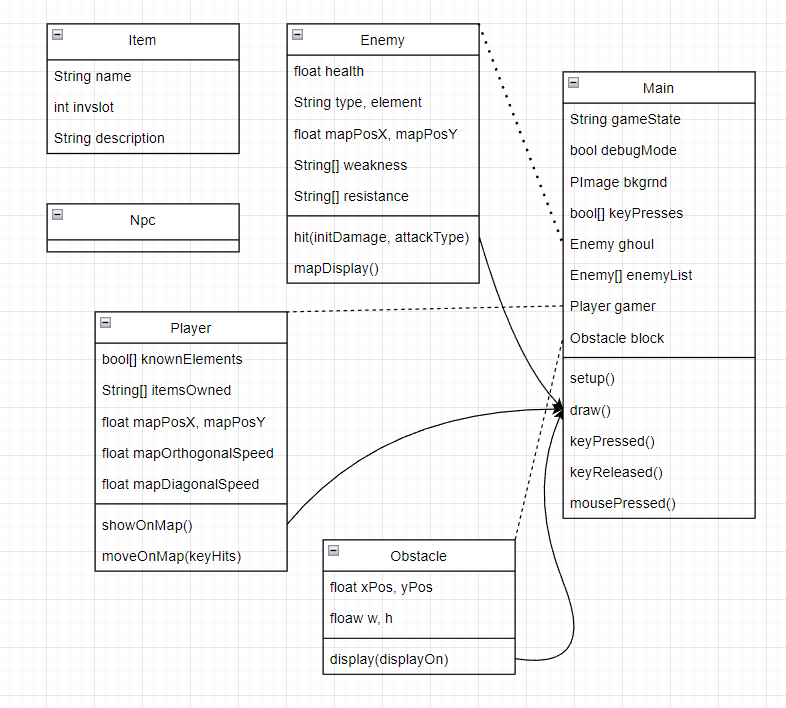 Item
String name
int invslot
String description
Npc
Enemy
float health
String type, element
float mapPosX, mapPosY
String[] weakness
String[] resistance
hit(initDamage, attackType)
mapDisplay()
Main
String gameState
bool debugMode
PImage bkgrnd
bool[] keyPresses
Enemy ghoul
Enemy[] enemyList
Player gamer
Obstacle block
setup()
draw()
keyPressed()
keyReleased()
mousePressed()
Player
bool[] knownElements
String[] itemsOwned
float mapPosX, mapPosY
float mapOrthogonalSpeed
float mapDiagonalSpeed
showOnMap()
moveOnMap(keyHits)
Obstacle
float xPos, yPos
floaw w, h
display(displayOn)